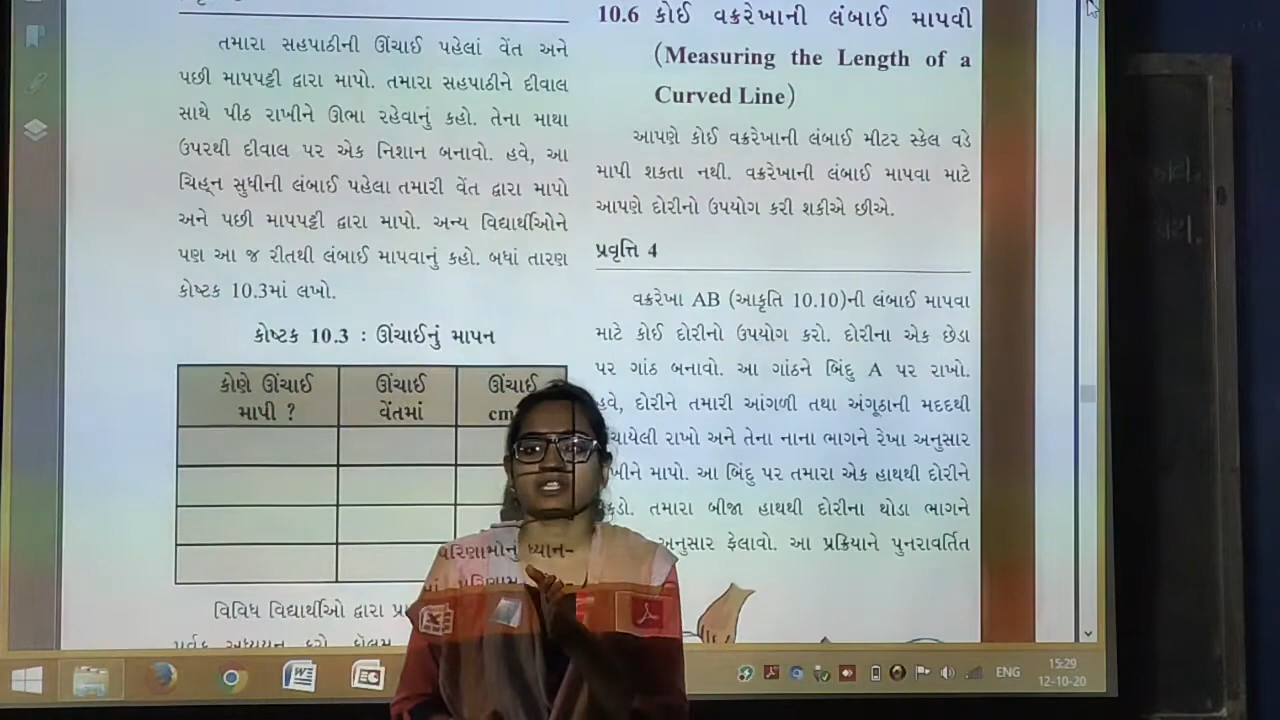 તમારા સહપાઠીની ઊંચાઈ પહેલાં વેંત અને
પછી માપપટ્ટી દ્વારા માપો. તમારા સહપાઠીને દીવાલ
સાથે પીઠ રાખીને ઊભા રહેવાનું કહો. તેના માથા
ઉપરથી દીવાલ પર એક નિશાન બનાવો. હવે, આ
ચિહ્ન સુધીની લંબાઈ પહેલા તમારી વેંત દ્વારા માપો
અને પછી માપપટ્ટી દ્વારા માપો. અન્ય વિદ્યાર્થીઓને
પણ આ જ રીતથી લંબાઈ માપવાનું કહો. બધાં તારણ
કોષ્ટક 10.3માં લખો.
કોષ્ટક 10.3 : ઊંચાઈનું માપન
કોણે ઊંચાઈ માપી ?
ઊંચાઈ વેંતમાં
ઊંચાઈ
પરિણામોનું ધ્યાન-
વિવિધ વિદ્યાર્થીઓ દ્વારા
10.6 કોઈ વક્રરેખાની લંબાઈ માપવી
(Measuring the Length of a
Curved Line)
આપણે કોઈ વક્રરેખાની લંબાઈ મીટર સ્કેલ વડે
માપી શકતા નથી. વક્રરેખાની લંબાઈ માપવા માટે
આપણે દોરીનો ઉપયોગ કરી શકીએ છીએ.
પ્રવૃત્તિ 4
વક્રરેખા AB (આકૃતિ 10.10)ની લંબાઈ માપવા
માટે કોઈ દોરીનો ઉપયોગ કરો. દોરીના એક છેડા
પર ગાંઠ બનાવો. આ ગાંઠને બિંદુ A પર રાખો.
હવે, દોરીને તમારી આંગળી તથા અંગૂઠાની મદદથી
રાખો અને તેના નાના ભાગને રેખા અનુસાર
માપો. આ બિંદુ પર તમારા એક હાથથી દોરીને
તમારા બીજા હાથથી દોરીના થોડા ભાગને
અનુસાર ફેલાવો. આ પ્રક્રિયાને પુનરાવર્તિત
ENG
15:29
12-10-20